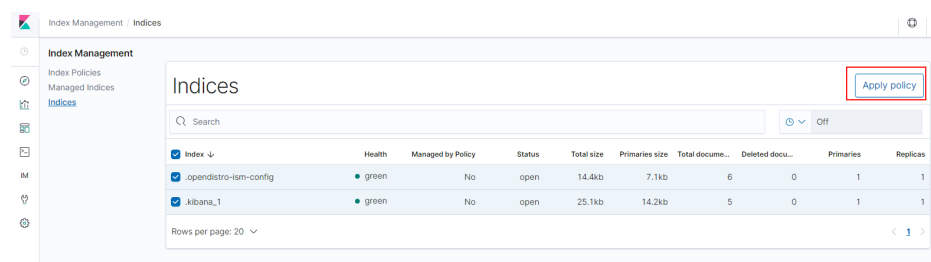 Index Management / Indices
Index Management
Index Policies
Managed Indices
Indices
Indices
Apply policy
Search
Off
Index Health Managed by Policy Status Total size Primaries size Total docume... Deleted docu... Primaries Replicas
.opendistro-ism-config green No open 14.4kb 7.1kb 6 0 1 1
.kibana_1 green No open 25.1kb 14.2kb 5 0 1 1
Rows per page: 20
< 1 >
IM